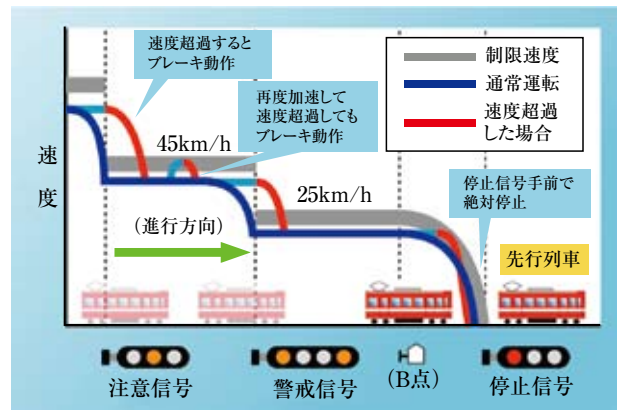 速度超過すると
ブレーキ動作
制限速度
通常運転
速度超過
した場合
再度加速して
速度超過しても
ブレーキ動作
45km/h
速度
25km/h
停止信号手前で
絶対停止
(進行方向)
先行列車
注意信号
警戒信号
(B点)
停止信号